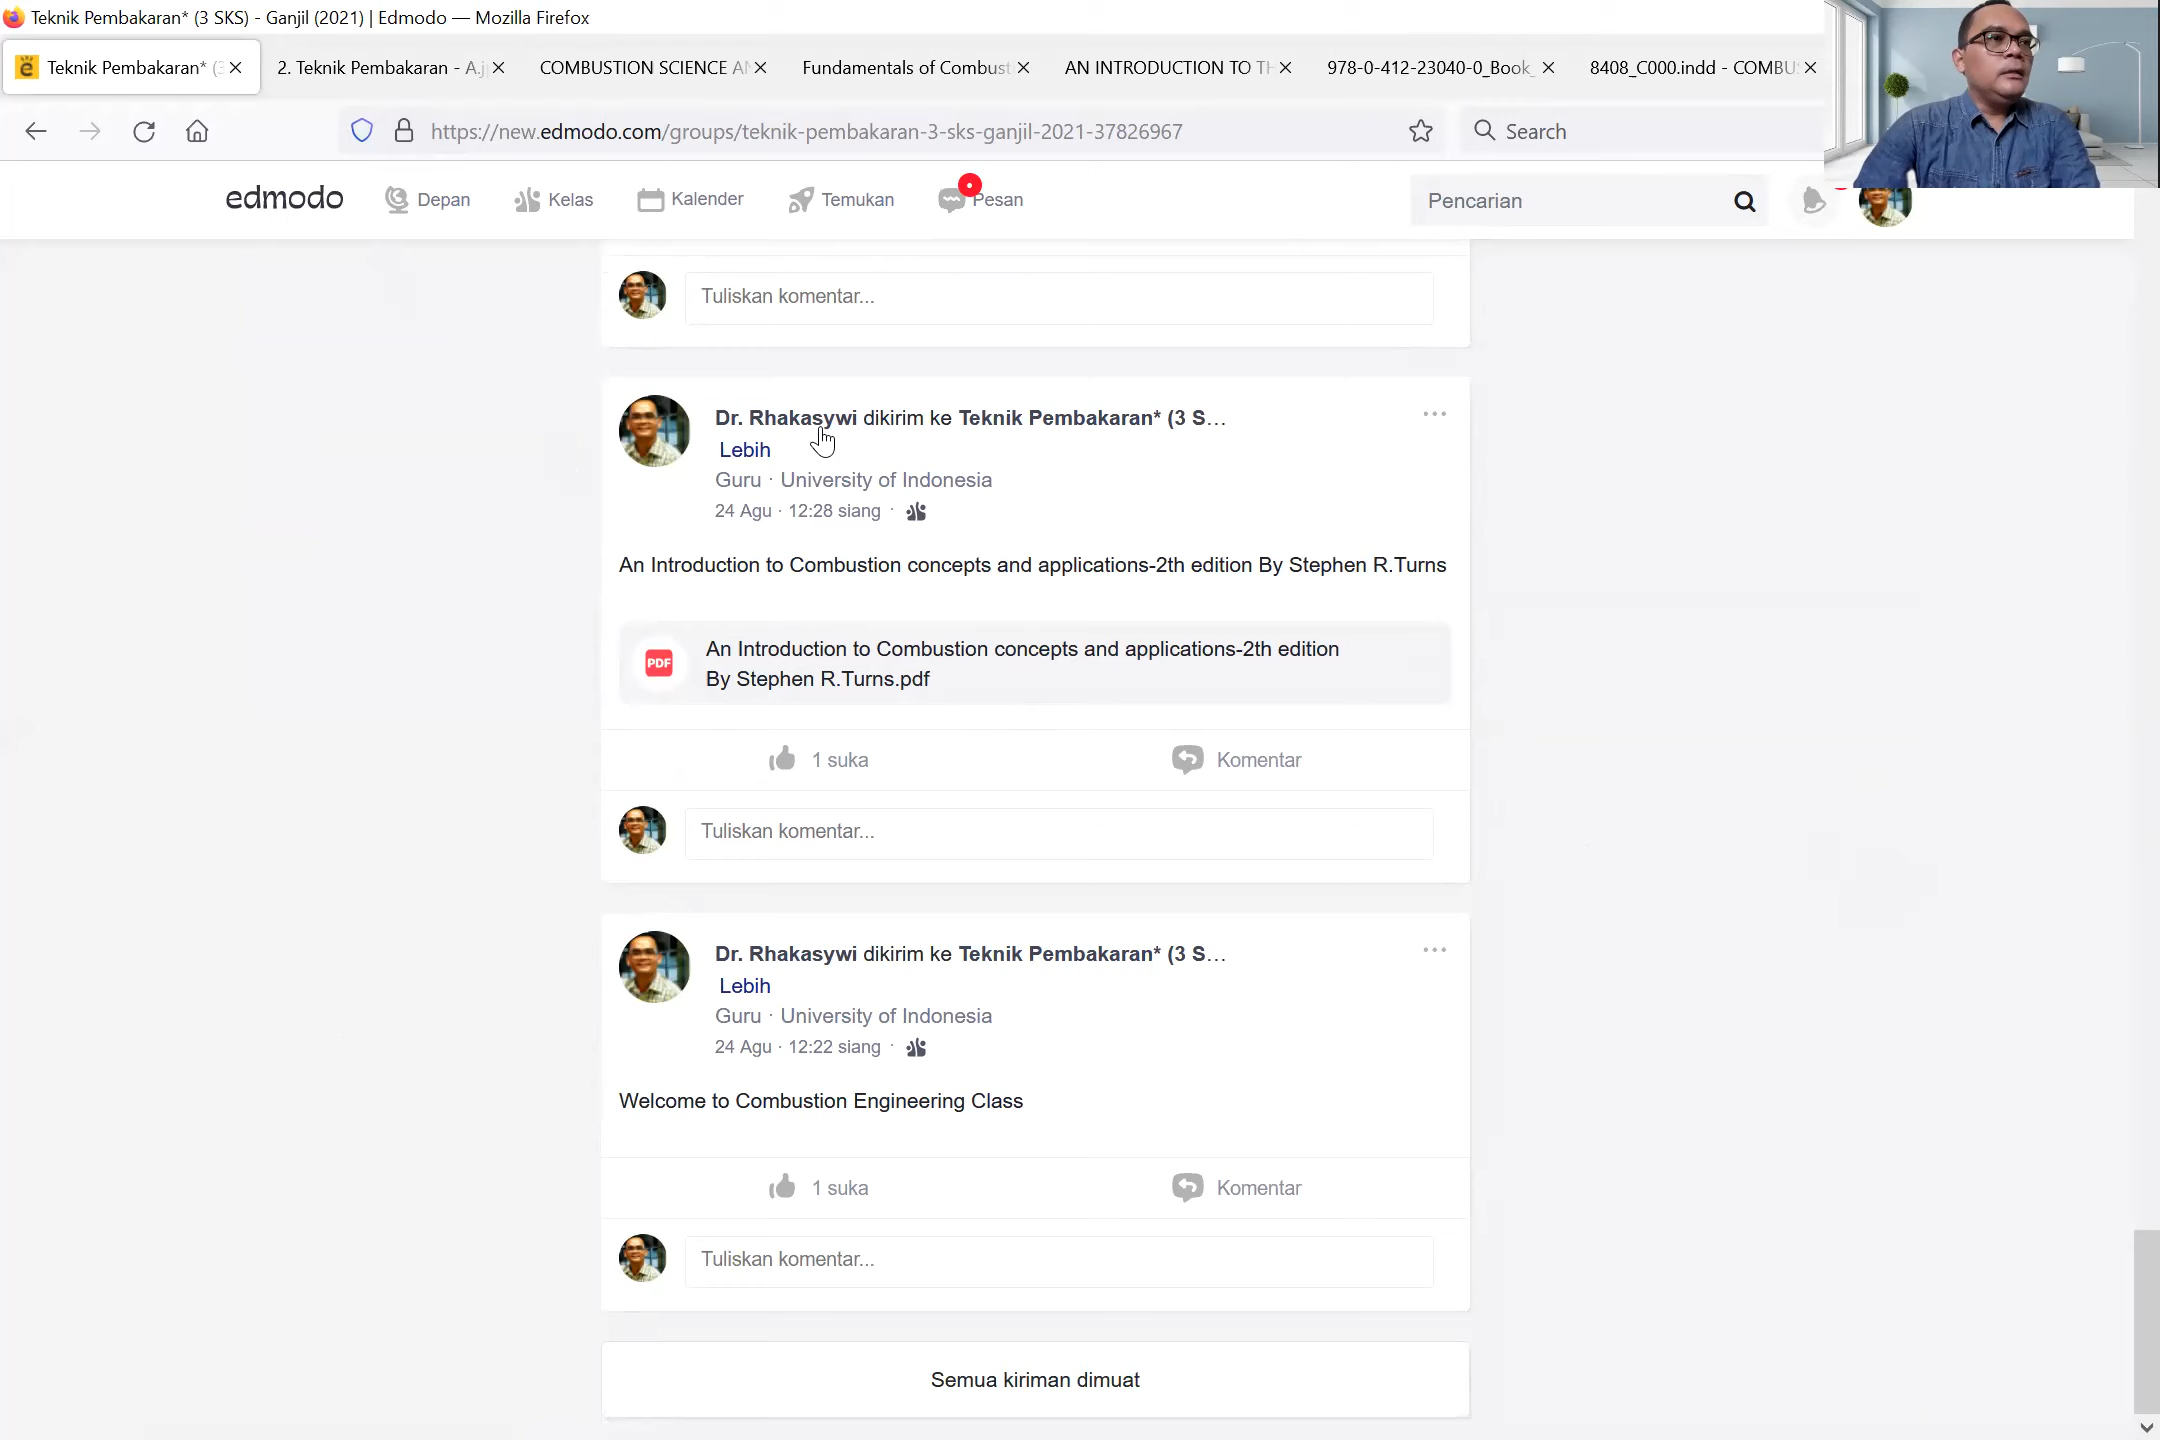 Teknik Pembakaran* (3 SKS) - Ganjil (2021) | Edmodo — Mozilla Firefox
Teknik Pembakaran* (3
2. Teknik Pembakaran - A.j
COMBUSTION SCIENCE A
Fundamentals of Combust
AN INTRODUCTION TO TH
978-0-412-23040-0_Book_
8408_C000.indd - COMBU
https://new.edmodo.com/groups/teknik-pembakaran-3-sks-ganjil-2021-37826967
Search
edmodo
Depan
Kelas
Kalender
Temukan
Pesan
Pencarian
Tuliskan komentar...
Dr. Rhakasywi dikirim ke Teknik Pembakaran* (3 S...
Lebih
Guru · University of Indonesia
24 Agu · 12:28 siang ·
An Introduction to Combustion concepts and applications-2th edition By Stephen R.Turns
PDF
An Introduction to Combustion concepts and applications-2th edition
By Stephen R.Turns.pdf
1 suka
Komentar
Tuliskan komentar...
Dr. Rhakasywi dikirim ke Teknik Pembakaran* (3 S...
Lebih
Guru · University of Indonesia
24 Agu · 12:22 siang ·
Welcome to Combustion Engineering Class
1 suka
Komentar
Tuliskan komentar...
Semua kiriman dimuat